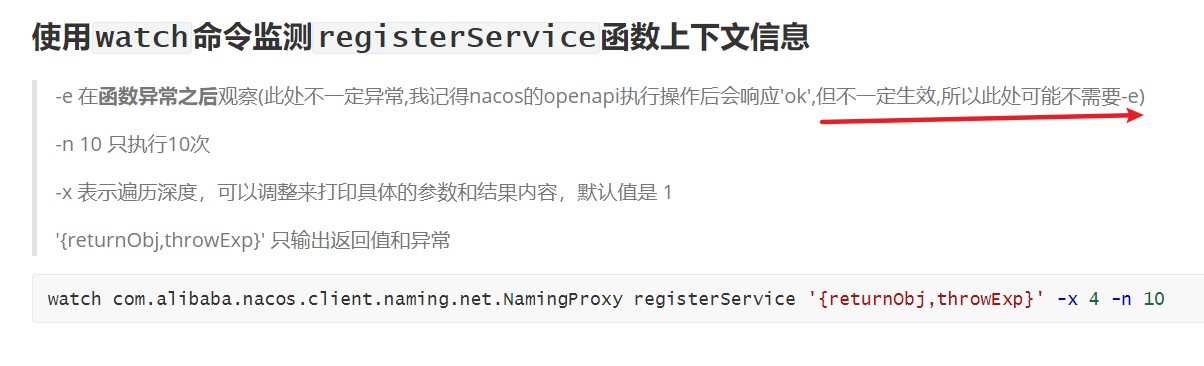 使用watch命令监测registerService函数上下文信息
-e 在函数异常之后观察(此处不一定异常,我记得nacos的openapi执行操作后会响应'ok',但不一定生效,所以此处可能不需要-e)
-n 10 只执行10次
-x 表示遍历深度，可以调整来打印具体的参数和结果内容，默认值是 1
'{returnObj,throwExp}' 只输出返回值和异常
watch com.alibaba.nacos.client.naming.net.NamingProxy registerService '{returnObj,throwExp}' -x 4 -n 10